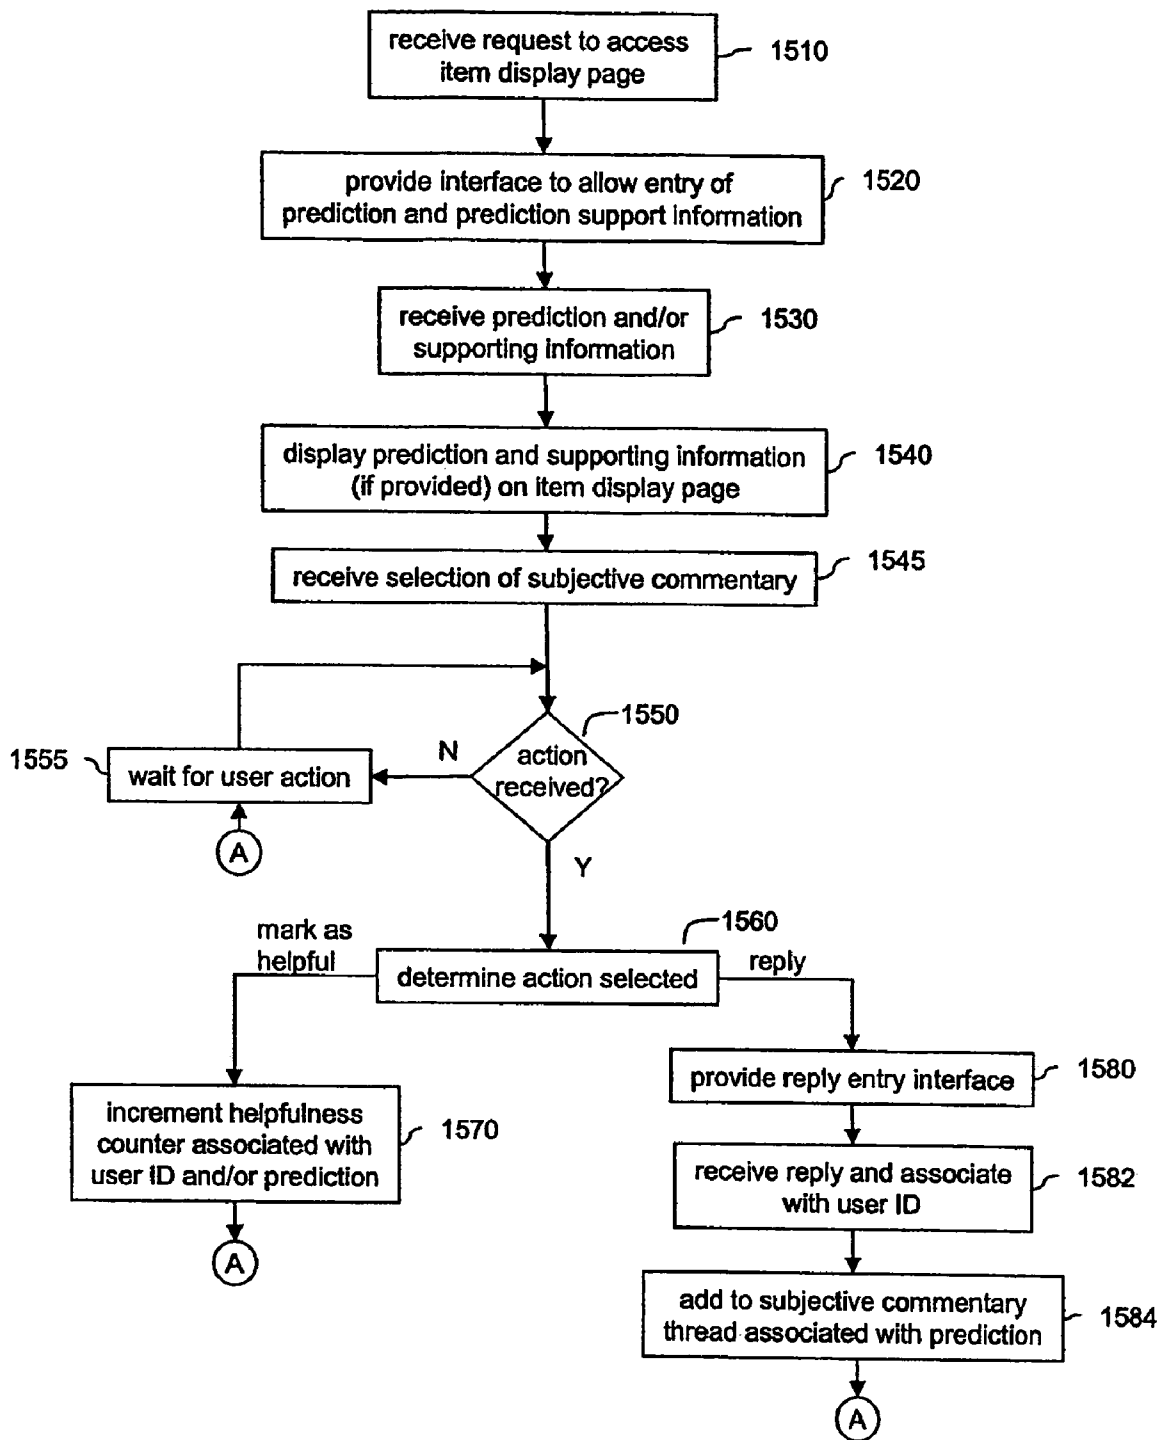 receive request to access
item display page
1510
provide interface to allow entry of
prediction and prediction support information
1520
receive prediction and/or
supporting information
1530
display prediction and supporting information
(if provided) on item display page
1540
receive selection of subjective commentary
1545
1550
action
received?
N
1555
wait for user action
A
Y
1560
determine action selected
mark as
helpful
reply
increment helpfulness
counter associated with
user ID and/or prediction
1570
A
provide reply entry interface
1580
receive reply and associate
with user ID
1582
add to subjective commentary
thread associated with prediction
1584
A